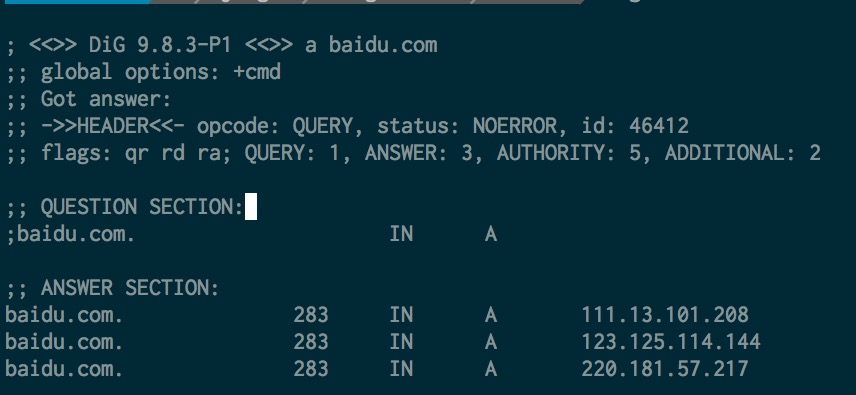 ; <<>> DiG 9.8.3-P1 <<>> a baidu.com
;; global options: +cmd
;; Got answer:
;; ->>HEADER<<- opcode: QUERY, status: NOERROR, id: 46412
;; flags: qr rd ra; QUERY: 1, ANSWER: 3, AUTHORITY: 5, ADDITIONAL: 2
;; QUESTION SECTION:
;baidu.com. IN A
;; ANSWER SECTION:
baidu.com. 283 IN A 111.13.101.208
baidu.com. 283 IN A 123.125.114.144
baidu.com. 283 IN A 220.181.57.217